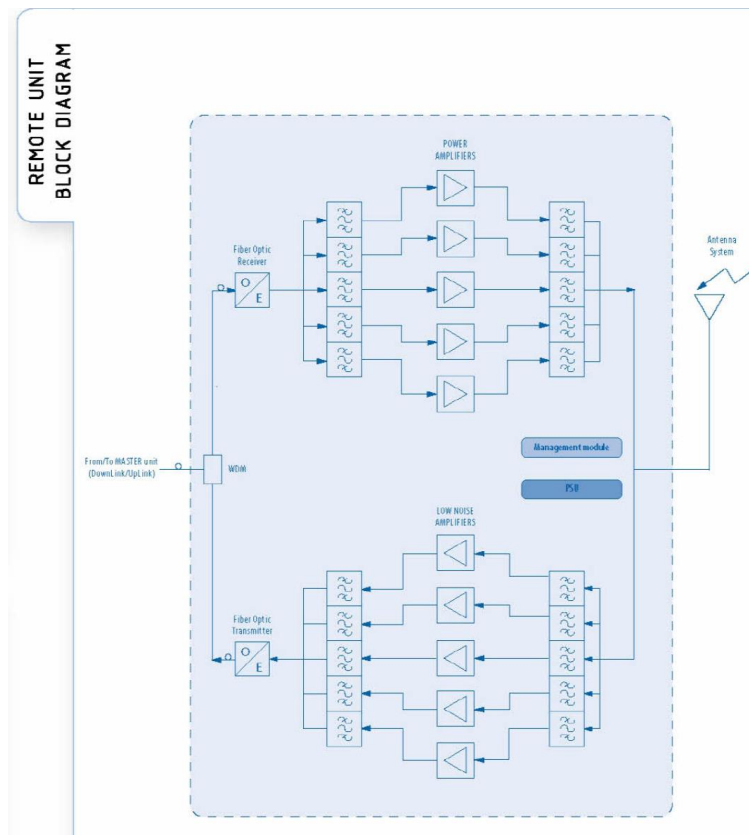 REMOTE UNIT
BLOCK DIAGRAM
POWER
AMPLIFIERS
Fiber Optic
Receiver
O
E
Antenna
System
Management module
From/To MASTER unit
(DownLink/UpLink)
WDM
PSU
LOW NOISE
AMPLIFIERS
Fiber Optic
Transmitter
O
E